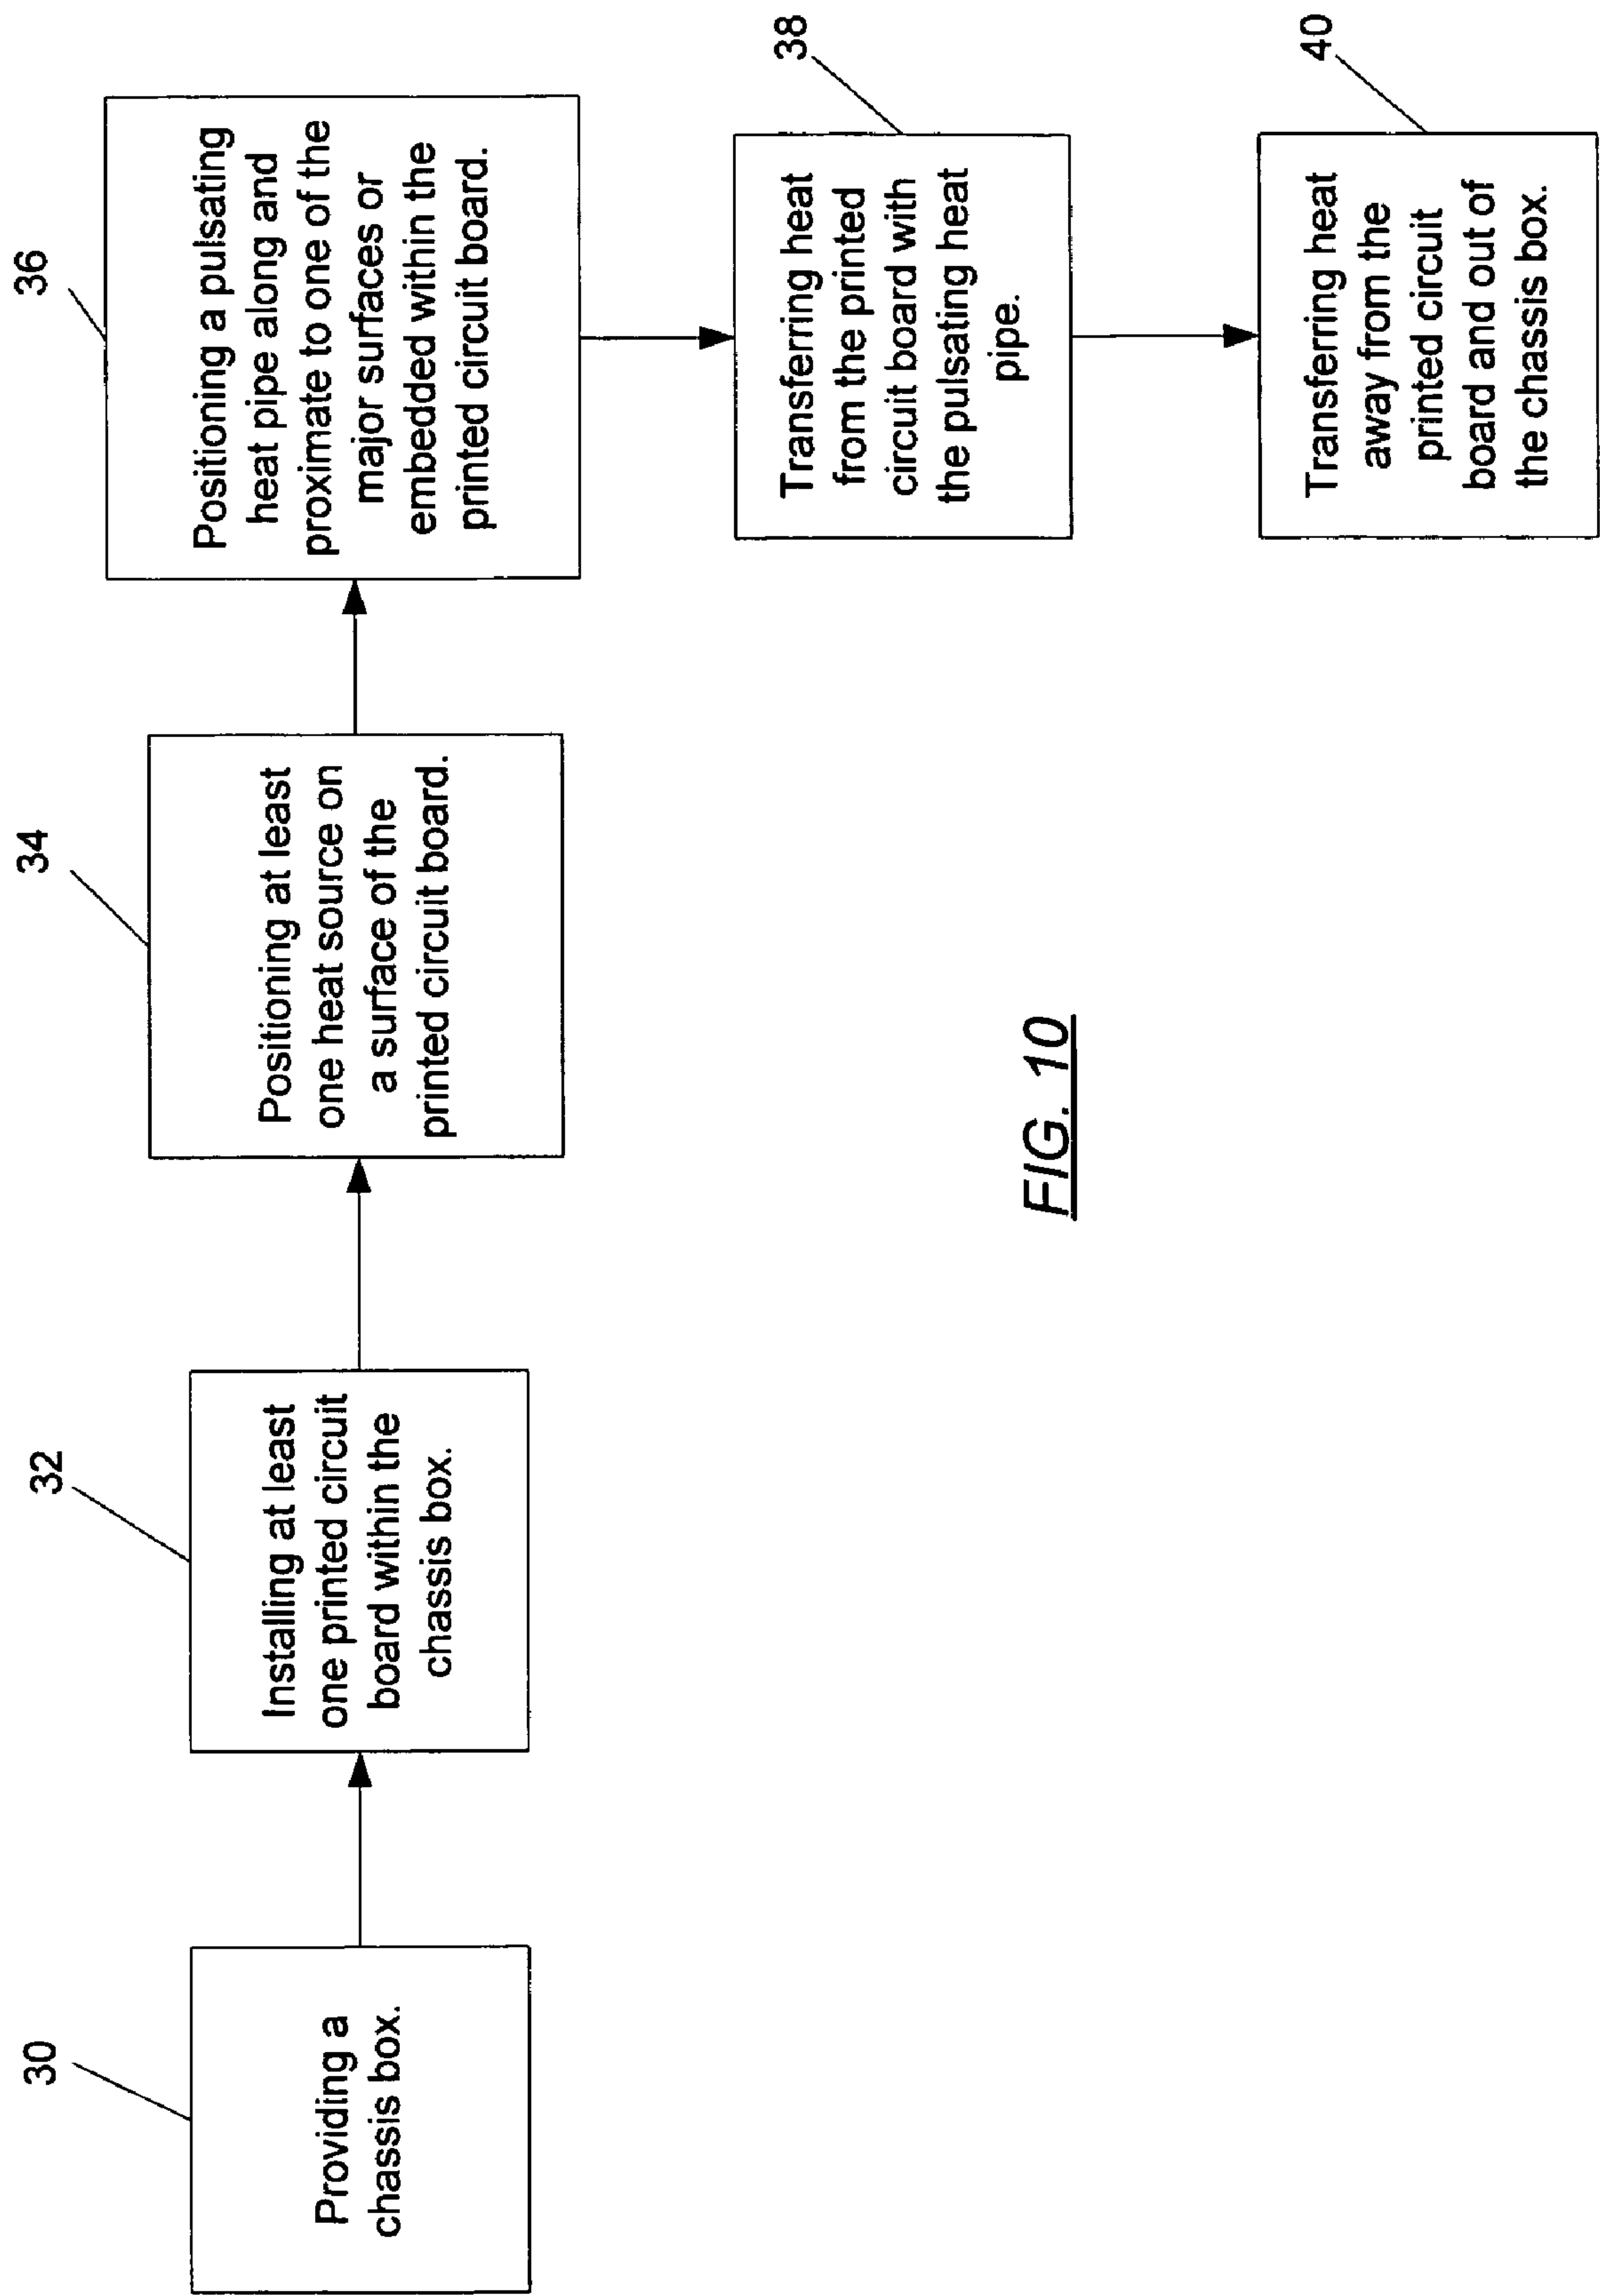 30
Providing a
chassis box.
32
Installing at least
one printed circuit
board within the
chassis box.
34
Positioning at least
one heat source on
a surface of the
printed circuit board.
36
Positioning a pulsating
heat pipe along and
proximate to one of the
major surfaces or
embedded within the
printed circuit board.
38
Transferring heat
from the printed
circuit board with
the pulsating heat
pipe.
40
Transferring heat
away from the
printed circuit
board and out of
the chassis box.
FIG. 10